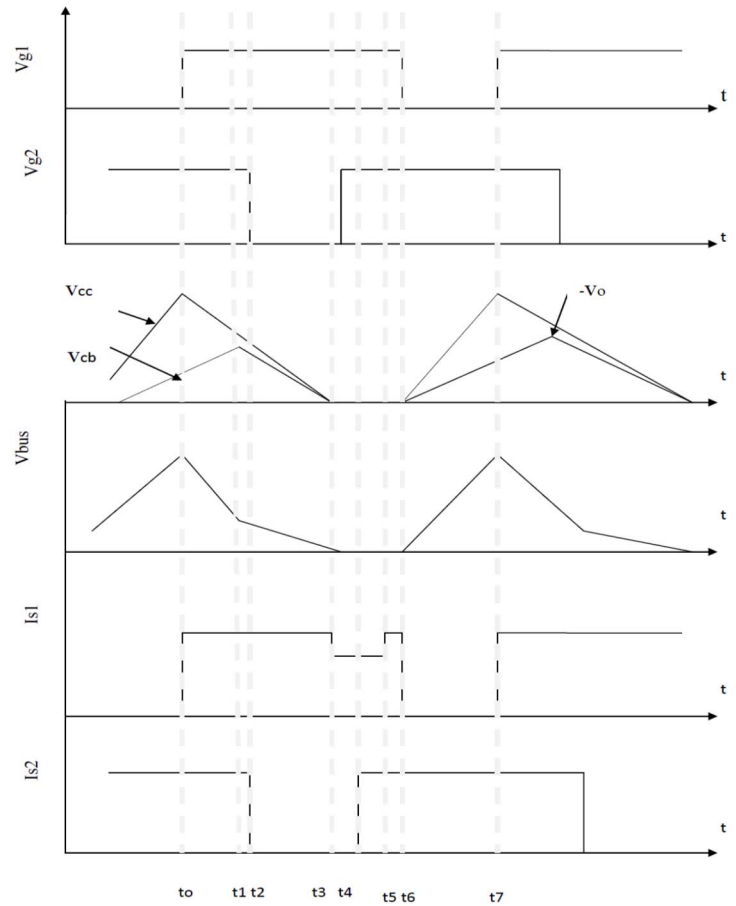 Vg1
t
Vg2
t
Vcc
-Vo
Vcb
t
Vbus
t
Is1
t
Is2
t
to t1 t2 t3 t4 t5 t6 t7